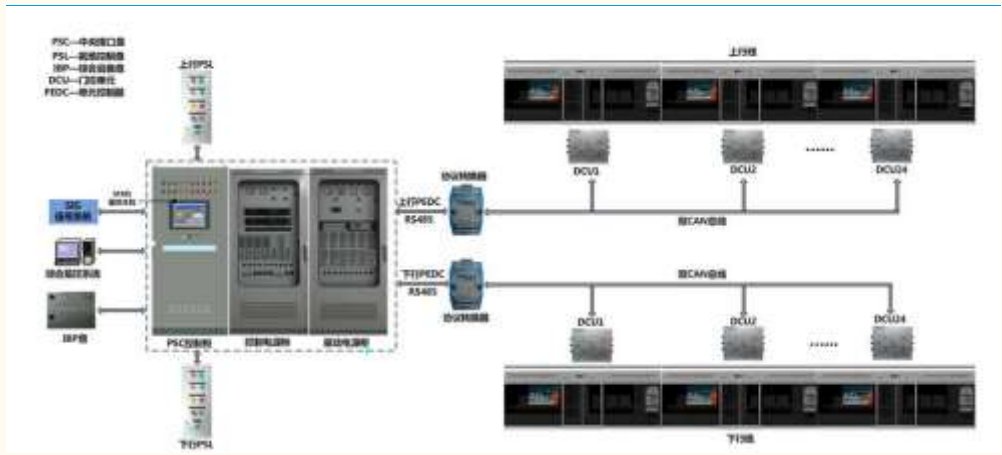 PSC—中央接口盘
PSL—就地控制盘
IBP—综合后备盘
DCU—门控单元
PEDC—单元控制器
上行PSL
上行线
DCU1
DCU2
......
DCU24
SIG
信号系统
综合监控系统
IBP盘
PSC控制柜
控制电源柜
驱动电源柜
上行PEDC
RS485
协议转换器
双CAN总线
下行PEDC
RS485
协议转换器
双CAN总线
DCU1
DCU2
......
DCU24
下行PSL
下行线